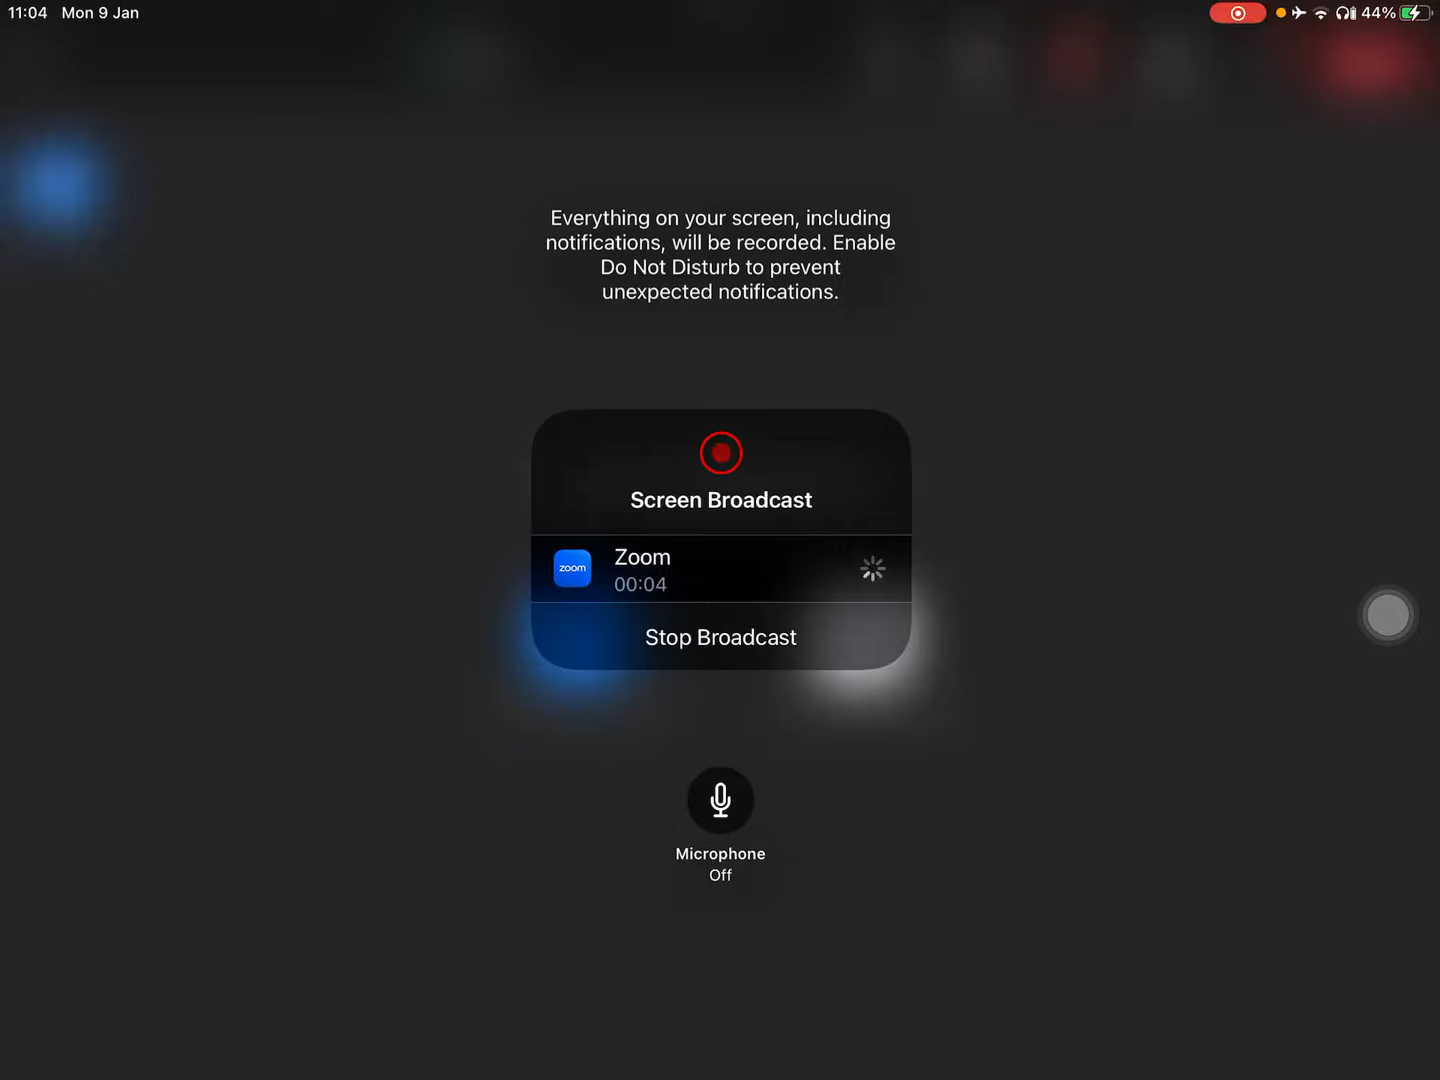 11:04 Mon 9 Jan
44%
Everything on your screen, including
notifications, will be recorded. Enable
Do Not Disturb to prevent
unexpected notifications.
Screen Broadcast
zoom
Zoom
00:04
Stop Broadcast
Microphone
Off